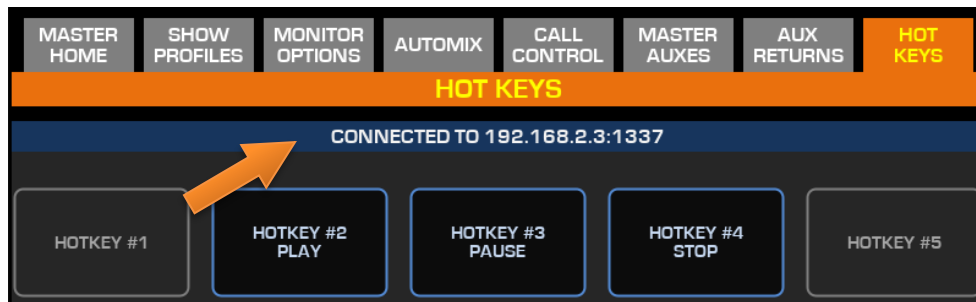 MASTER HOME
SHOW PROFILES
MONITOR OPTIONS
AUTOMIX
CALL CONTROL
MASTER AUXES
AUX RETURNS
HOT KEYS
HOT KEYS
CONNECTED TO 192.168.2.3:1337
HOTKEY #1
HOTKEY #2
PLAY
HOTKEY #3
PAUSE
HOTKEY #4
STOP
HOTKEY #5